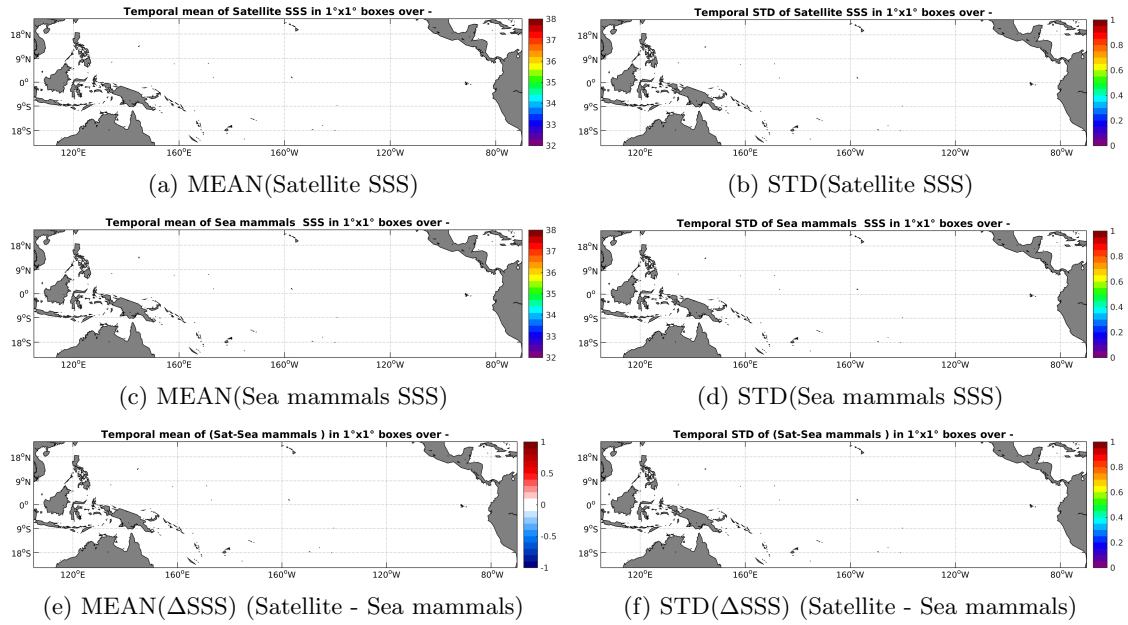 Temporal mean of Satellite SSS in 1°x1° boxes over -
18°N
9°N
0°
9°S
18°S
120°E 160°E 160°W 120°W 80°W
38
37
36
35
34
33
32
(a) MEAN(Satellite SSS)
Temporal STD of Satellite SSS in 1°x1° boxes over -
18°N
9°N
0°
9°S
18°S
120°E 160°E 160°W 120°W 80°W
1
0.8
0.6
0.4
0.2
0
(b) STD(Satellite SSS)
Temporal mean of Sea mammals  SSS in 1°x1° boxes over -
18°N
9°N
0°
9°S
18°S
120°E 160°E 160°W 120°W 80°W
38
37
36
35
34
33
32
(c) MEAN(Sea mammals SSS)
Temporal STD of Sea mammals  SSS in 1°x1° boxes over -
18°N
9°N
0°
9°S
18°S
120°E 160°E 160°W 120°W 80°W
1
0.8
0.6
0.4
0.2
0
(d) STD(Sea mammals SSS)
Temporal mean of (Sat-Sea mammals ) in 1°x1° boxes over -
18°N
9°N
0°
9°S
18°S
120°E 160°E 160°W 120°W 80°W
1
0.5
0
-0.5
-1
(e) MEAN(ΔSSS) (Satellite - Sea mammals)
Temporal STD of (Sat-Sea mammals ) in 1°x1° boxes over -
18°N
9°N
0°
9°S
18°S
120°E 160°E 160°W 120°W 80°W
1
0.8
0.6
0.4
0.2
0
(f) STD(ΔSSS) (Satellite - Sea mammals)